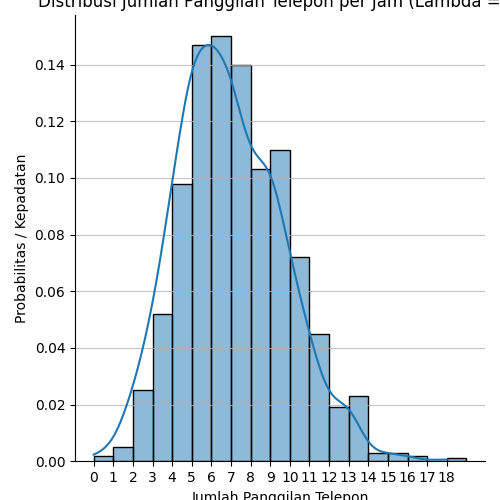 Distribusi Jumlah Panggilan Telepon per Jam (Lambda =
0.14
0.12
0.10
0.08
0.06
0.04
0.02
0.00
Probabilitas / Kepadatan
0 1 2 3 4 5 6 7 8 9 10 11 12 13 14 15 16 17 18
Jumlah Panggilan Telepon